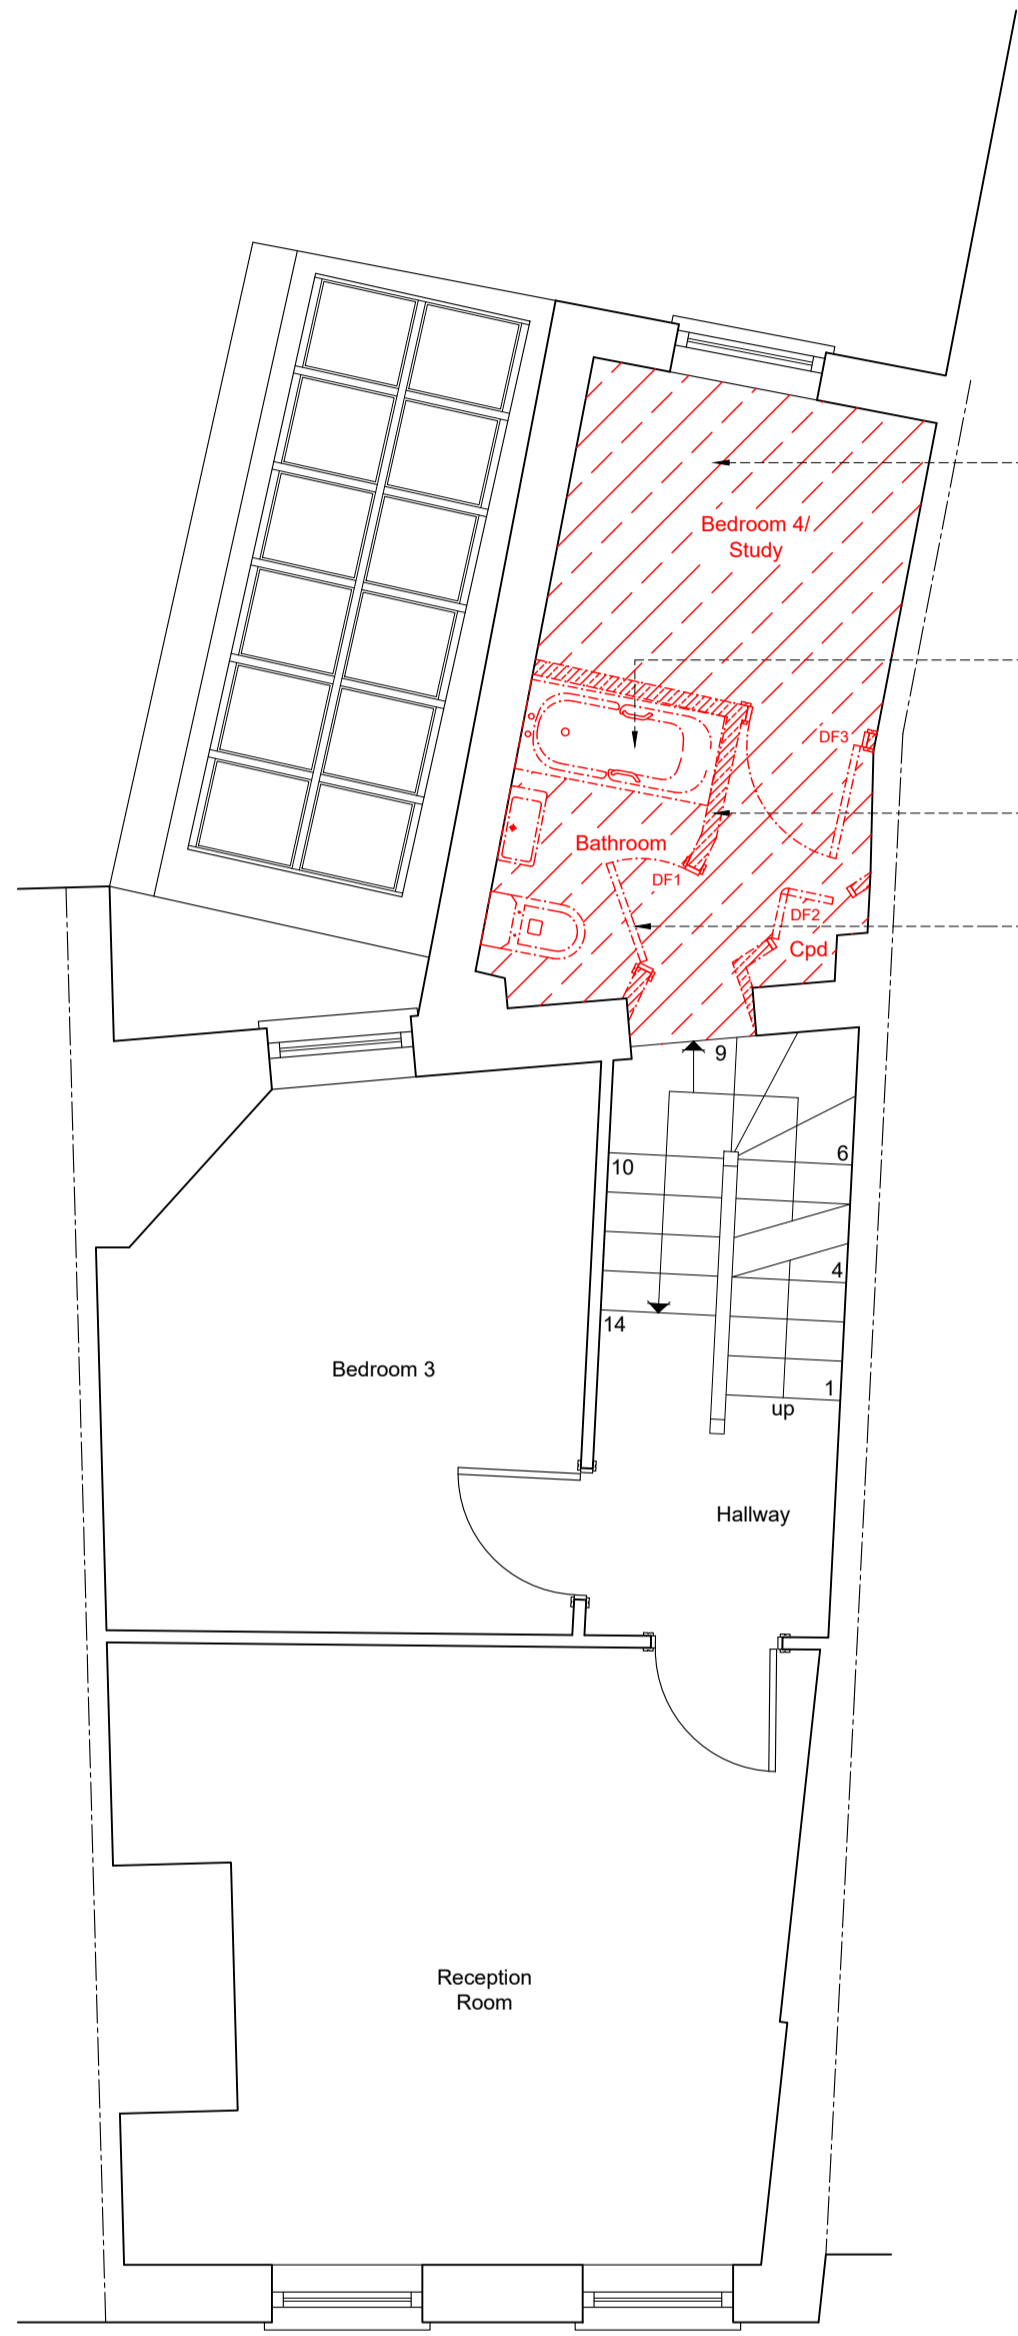 Bedroom 4/
Study
DF3
Bathroom
DF1
DF2
Cpd
9
10
6
4
14
1
up
Bedroom 3
Hallway
Reception
Room